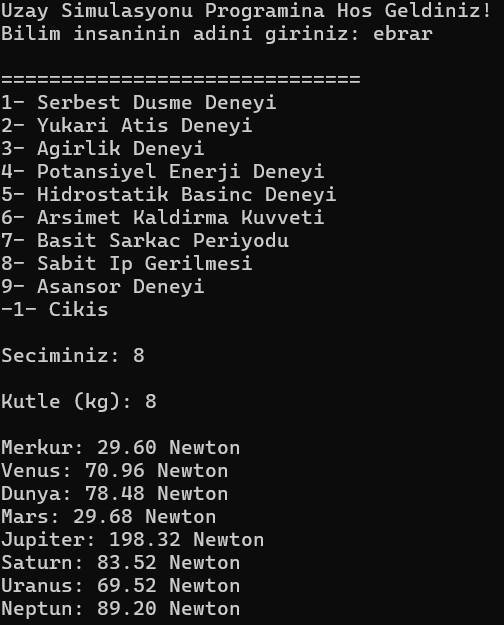 Uzay Simulasyonu Programina Hos Geldiniz!
Bilim insaninin adini giriniz: ebrar
==============================
1- Serbest Dusme Deneyi
2- Yukari Atis Deneyi
3- Agirlik Deneyi
4- Potansiyel Enerji Deneyi
5- Hidrostatik Basinc Deneyi
6- Arsimet Kaldirma Kuvveti
7- Basit Sarkac Periyodu
8- Sabit Ip Gerilmesi
9- Asansor Deneyi
-1- Cikis
Seciminiz: 8
Kutle (kg): 8
Merkur: 29.60 Newton
Venus: 70.96 Newton
Dunya: 78.48 Newton
Mars: 29.68 Newton
Jupiter: 198.32 Newton
Saturn: 83.52 Newton
Uranus: 69.52 Newton
Neptun: 89.20 Newton